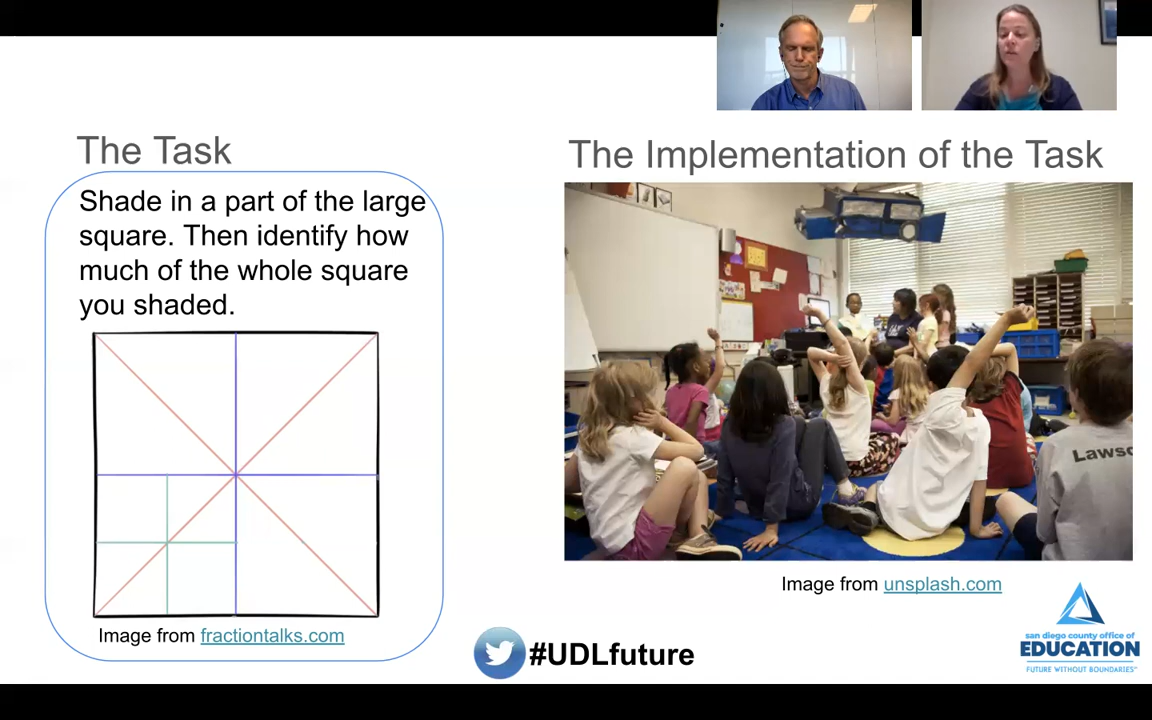 The Task
Shade in a part of the large
square. Then identify how
much of the whole square
you shaded.
Image from fractiontalks.com
The Implementation of the Task
Lawso
Image from unsplash.com
#UDLfuture
san diego county office of
EDUCATION
FUTURE WITHOUT BOUNDARIES™